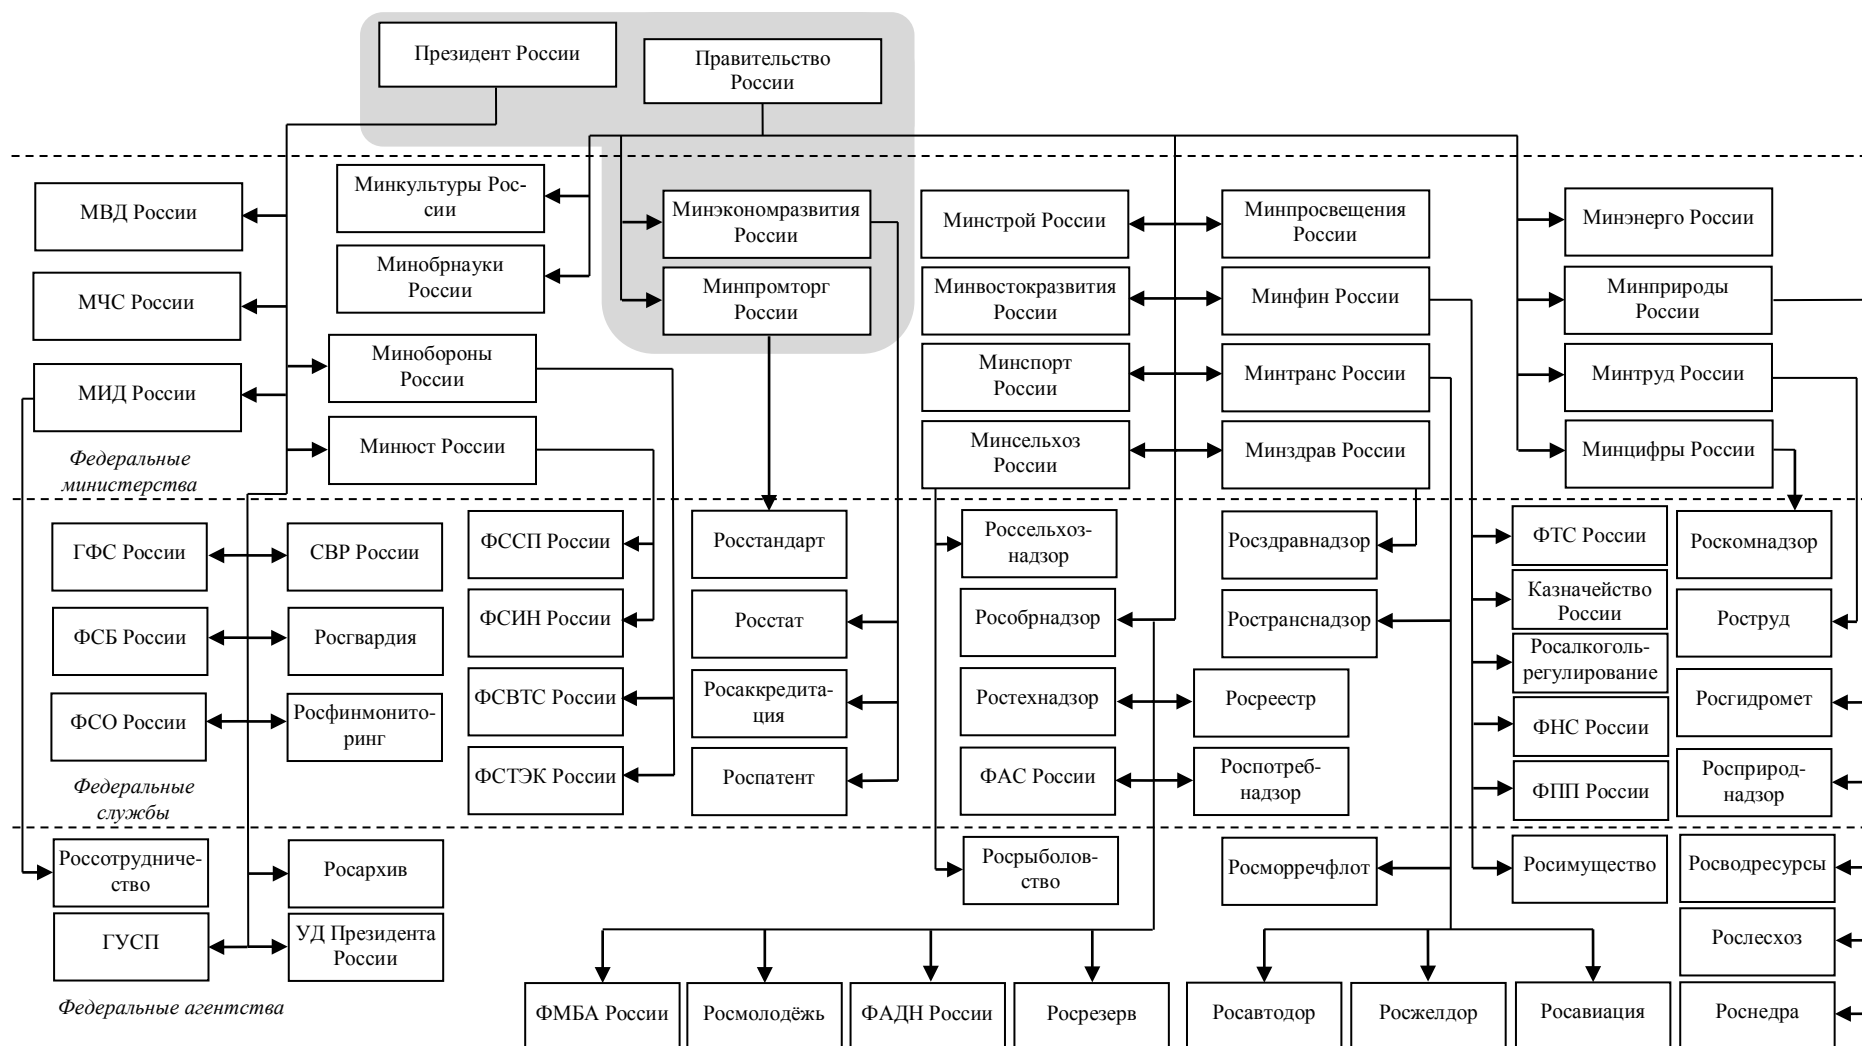 Президент России
Правительство
России
МВД России
МЧС России
МИД России
Федеральные
министерства
Минкультуры Рос-
сии
Минобрнауки
России
Минобороны
России
Минюст России
Минэкономразвития
России
Минпромторг
России
Минстрой России
Минвостокразвития
России
Минспорт
России
Минсельхоз
России
Минпросвещения
России
Минфин России
Минтранс России
Минздрав России
Минэнерго России
Минприроды
России
Минтруд России
Минцифры России
ГФС России
СВР России
ФСБ России
Росгвардия
ФСО России
Росфинмонито-
ринг
Федеральные
службы
ФССП России
ФСИН России
ФСВТС России
ФСТЭК России
Росстандарт
Росстат
Росаккредита-
ция
Роспатент
Россельхоз-
надзор
Рособрнадзор
Ростехнадзор
ФАС России
Росздравнадзор
Ространснадзор
Росреестр
Роспотреб-
надзор
ФТС России
Казначейство
России
Росалкоголь-
регулирование
ФНС России
ФПП России
Роскомнадзор
Роструд
Росгидромет
Росприрод-
надзор
Россотрудниче-
ство
Росархив
ГУСП
УД Президента
России
Федеральные агентства
Росрыболов-
ство
Росморречфлот
Росимущество
Росводресурсы
Рослесхоз
ФМБА России
Росмолодёжь
ФАДН России
Росрезерв
Росавтодор
Росжелдор
Росавиация
Роснедра